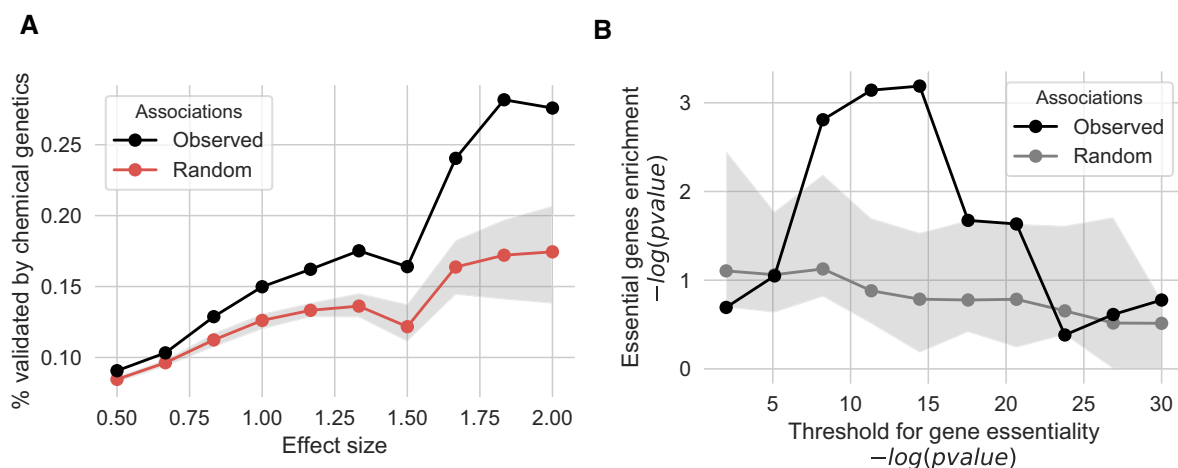 A
% validated by chemical genetics
0.25
0.20
0.15
0.10
Associations
Observed
Random
0.50 0.75 1.00 1.25 1.50 1.75 2.00
Effect size
B
Essential genes enrichment
−log(pvalue)
3
2
1
0
Associations
Observed
Random
5 10 15 20 25 30
Threshold for gene essentiality
−log(pvalue)